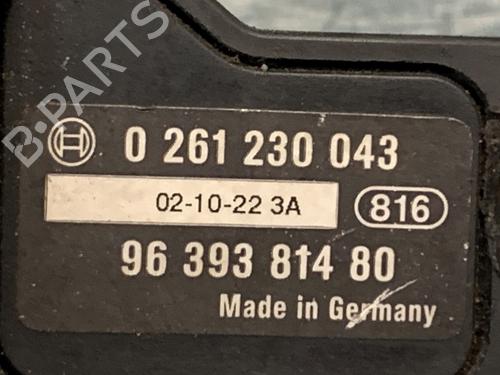 B-PARTS
0 261 230 043
02-10-22 3A 816
96 393 814 80
Made in Germany